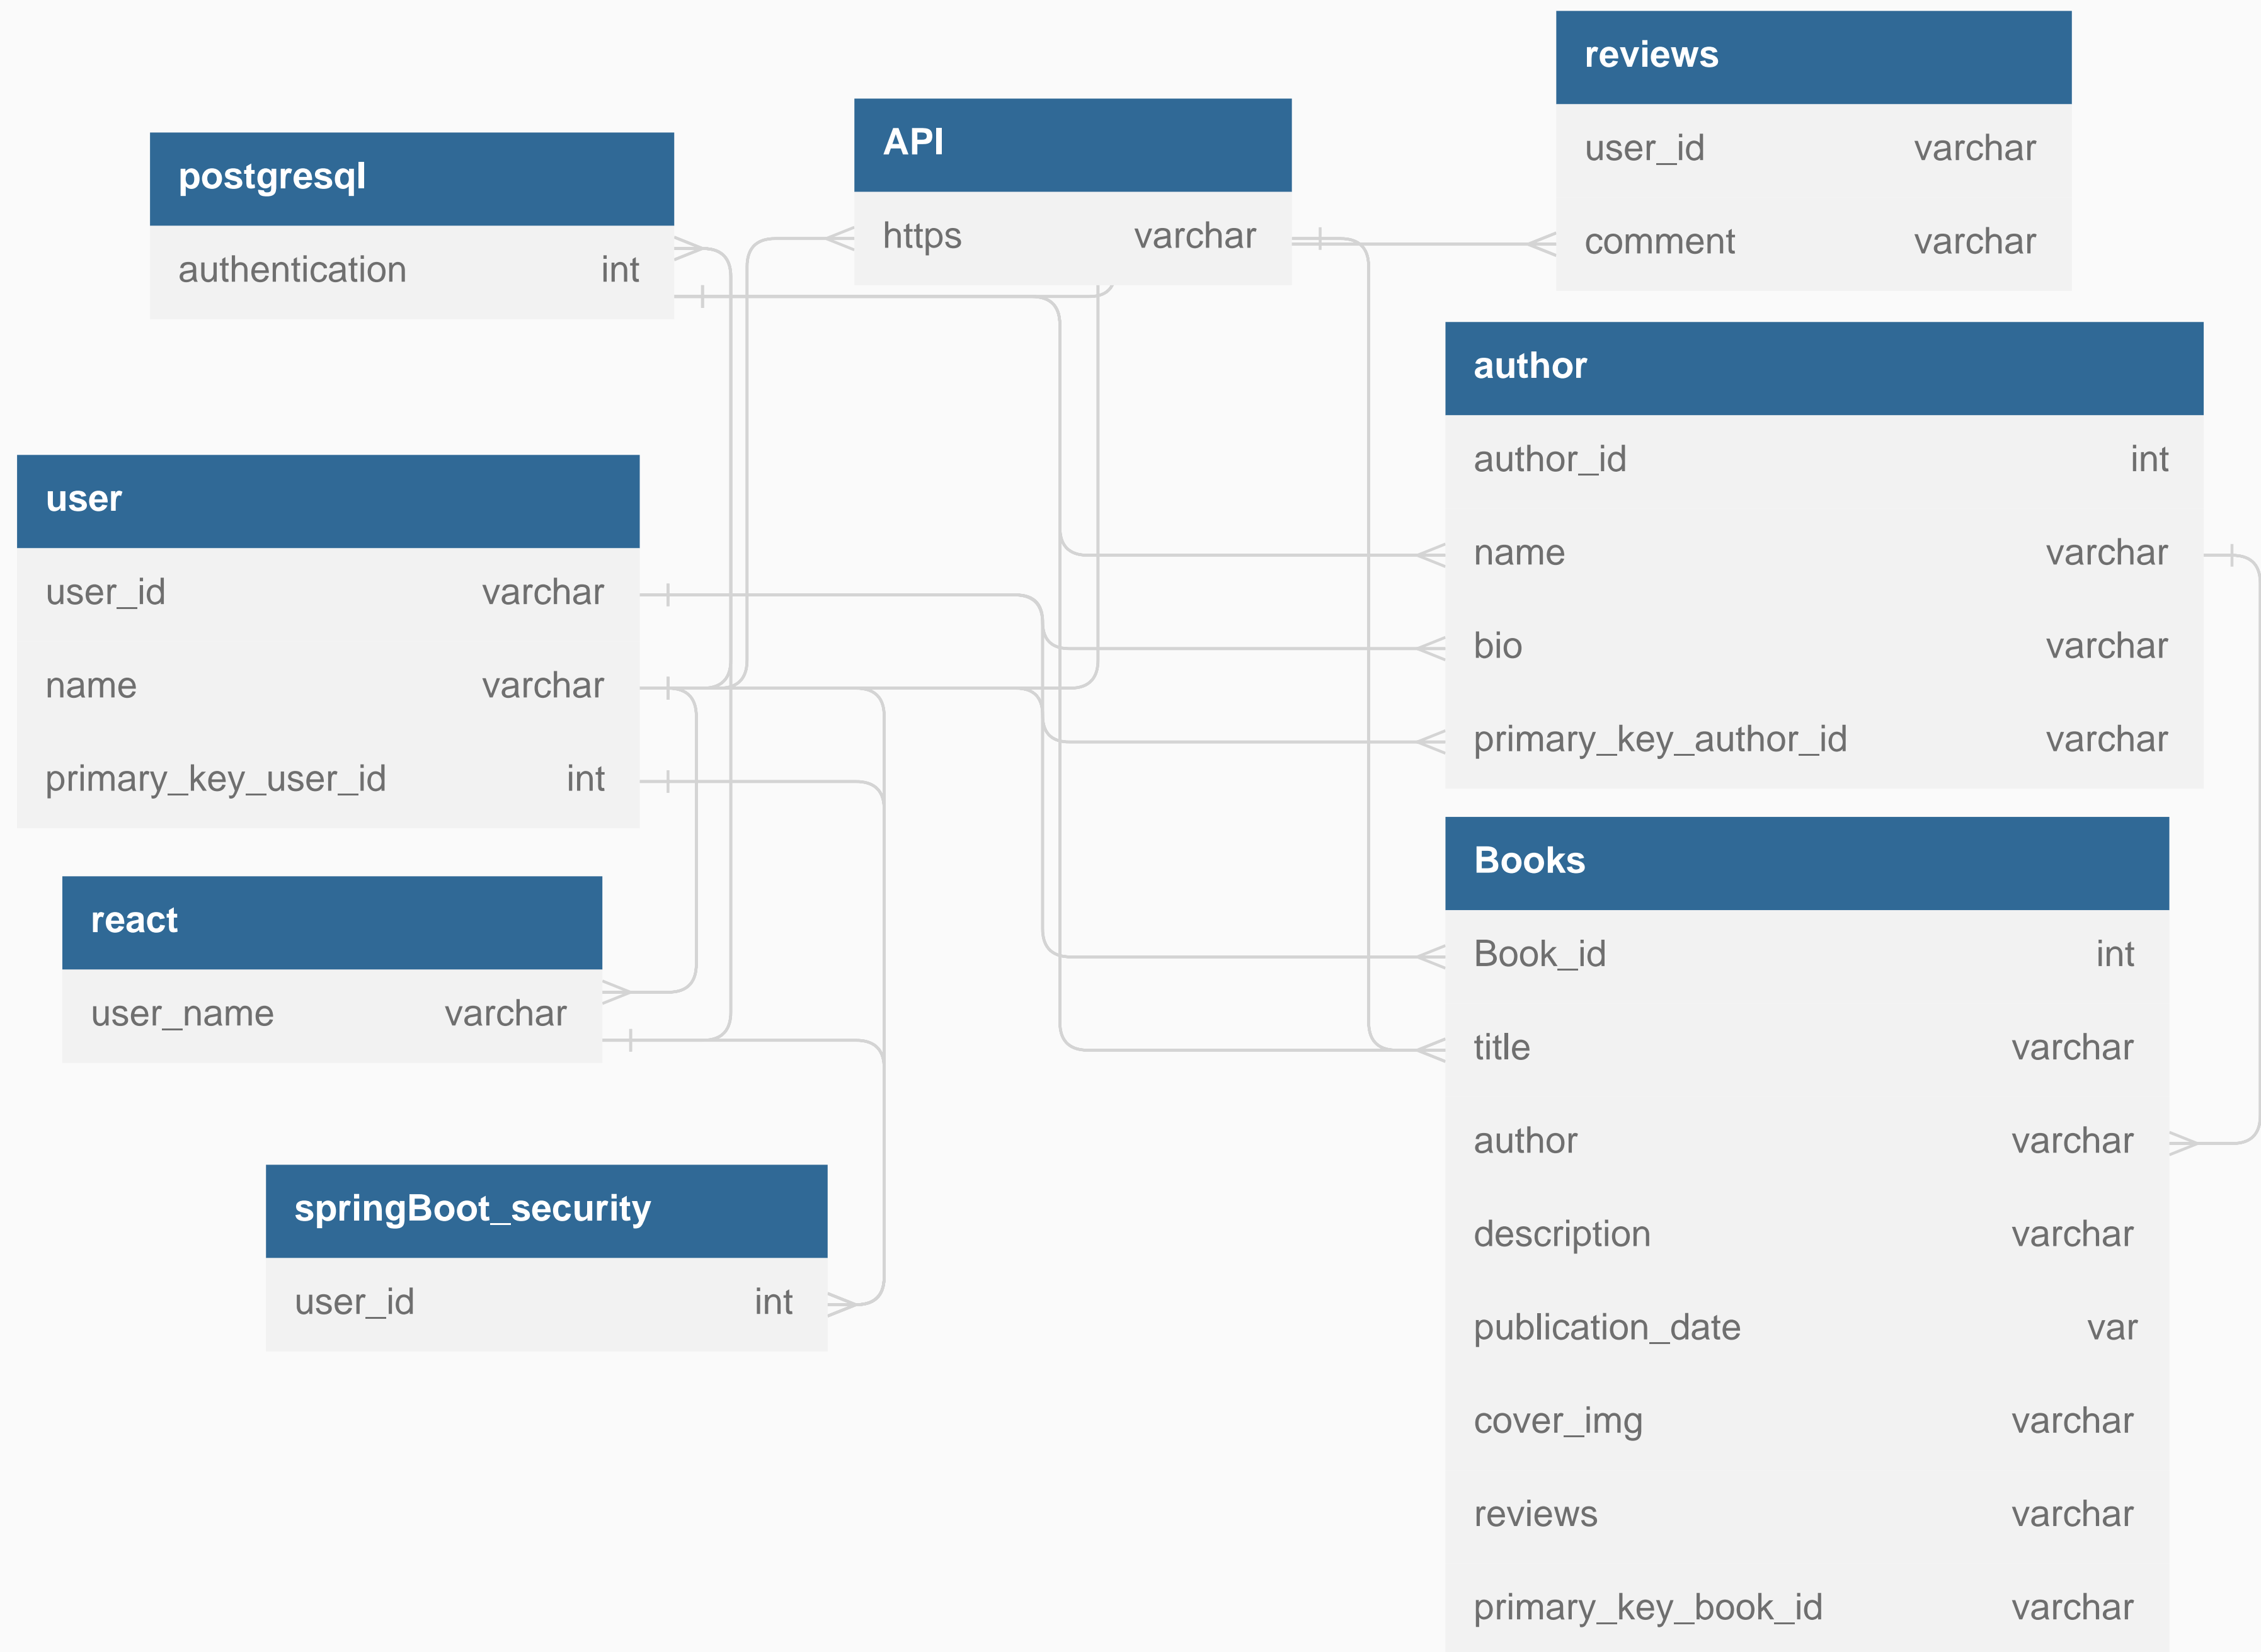 postgresql
authentication int
API
https varchar
reviews
user_id varchar
comment varchar
author
author_id int
name varchar
bio varchar
primary_key_author_id varchar
user
user_id varchar
name varchar
primary_key_user_id int
react
user_name varchar
springBoot_security
user_id int
Books
Book_id int
title varchar
author varchar
description varchar
publication_date var
cover_img varchar
reviews varchar
primary_key_book_id varchar